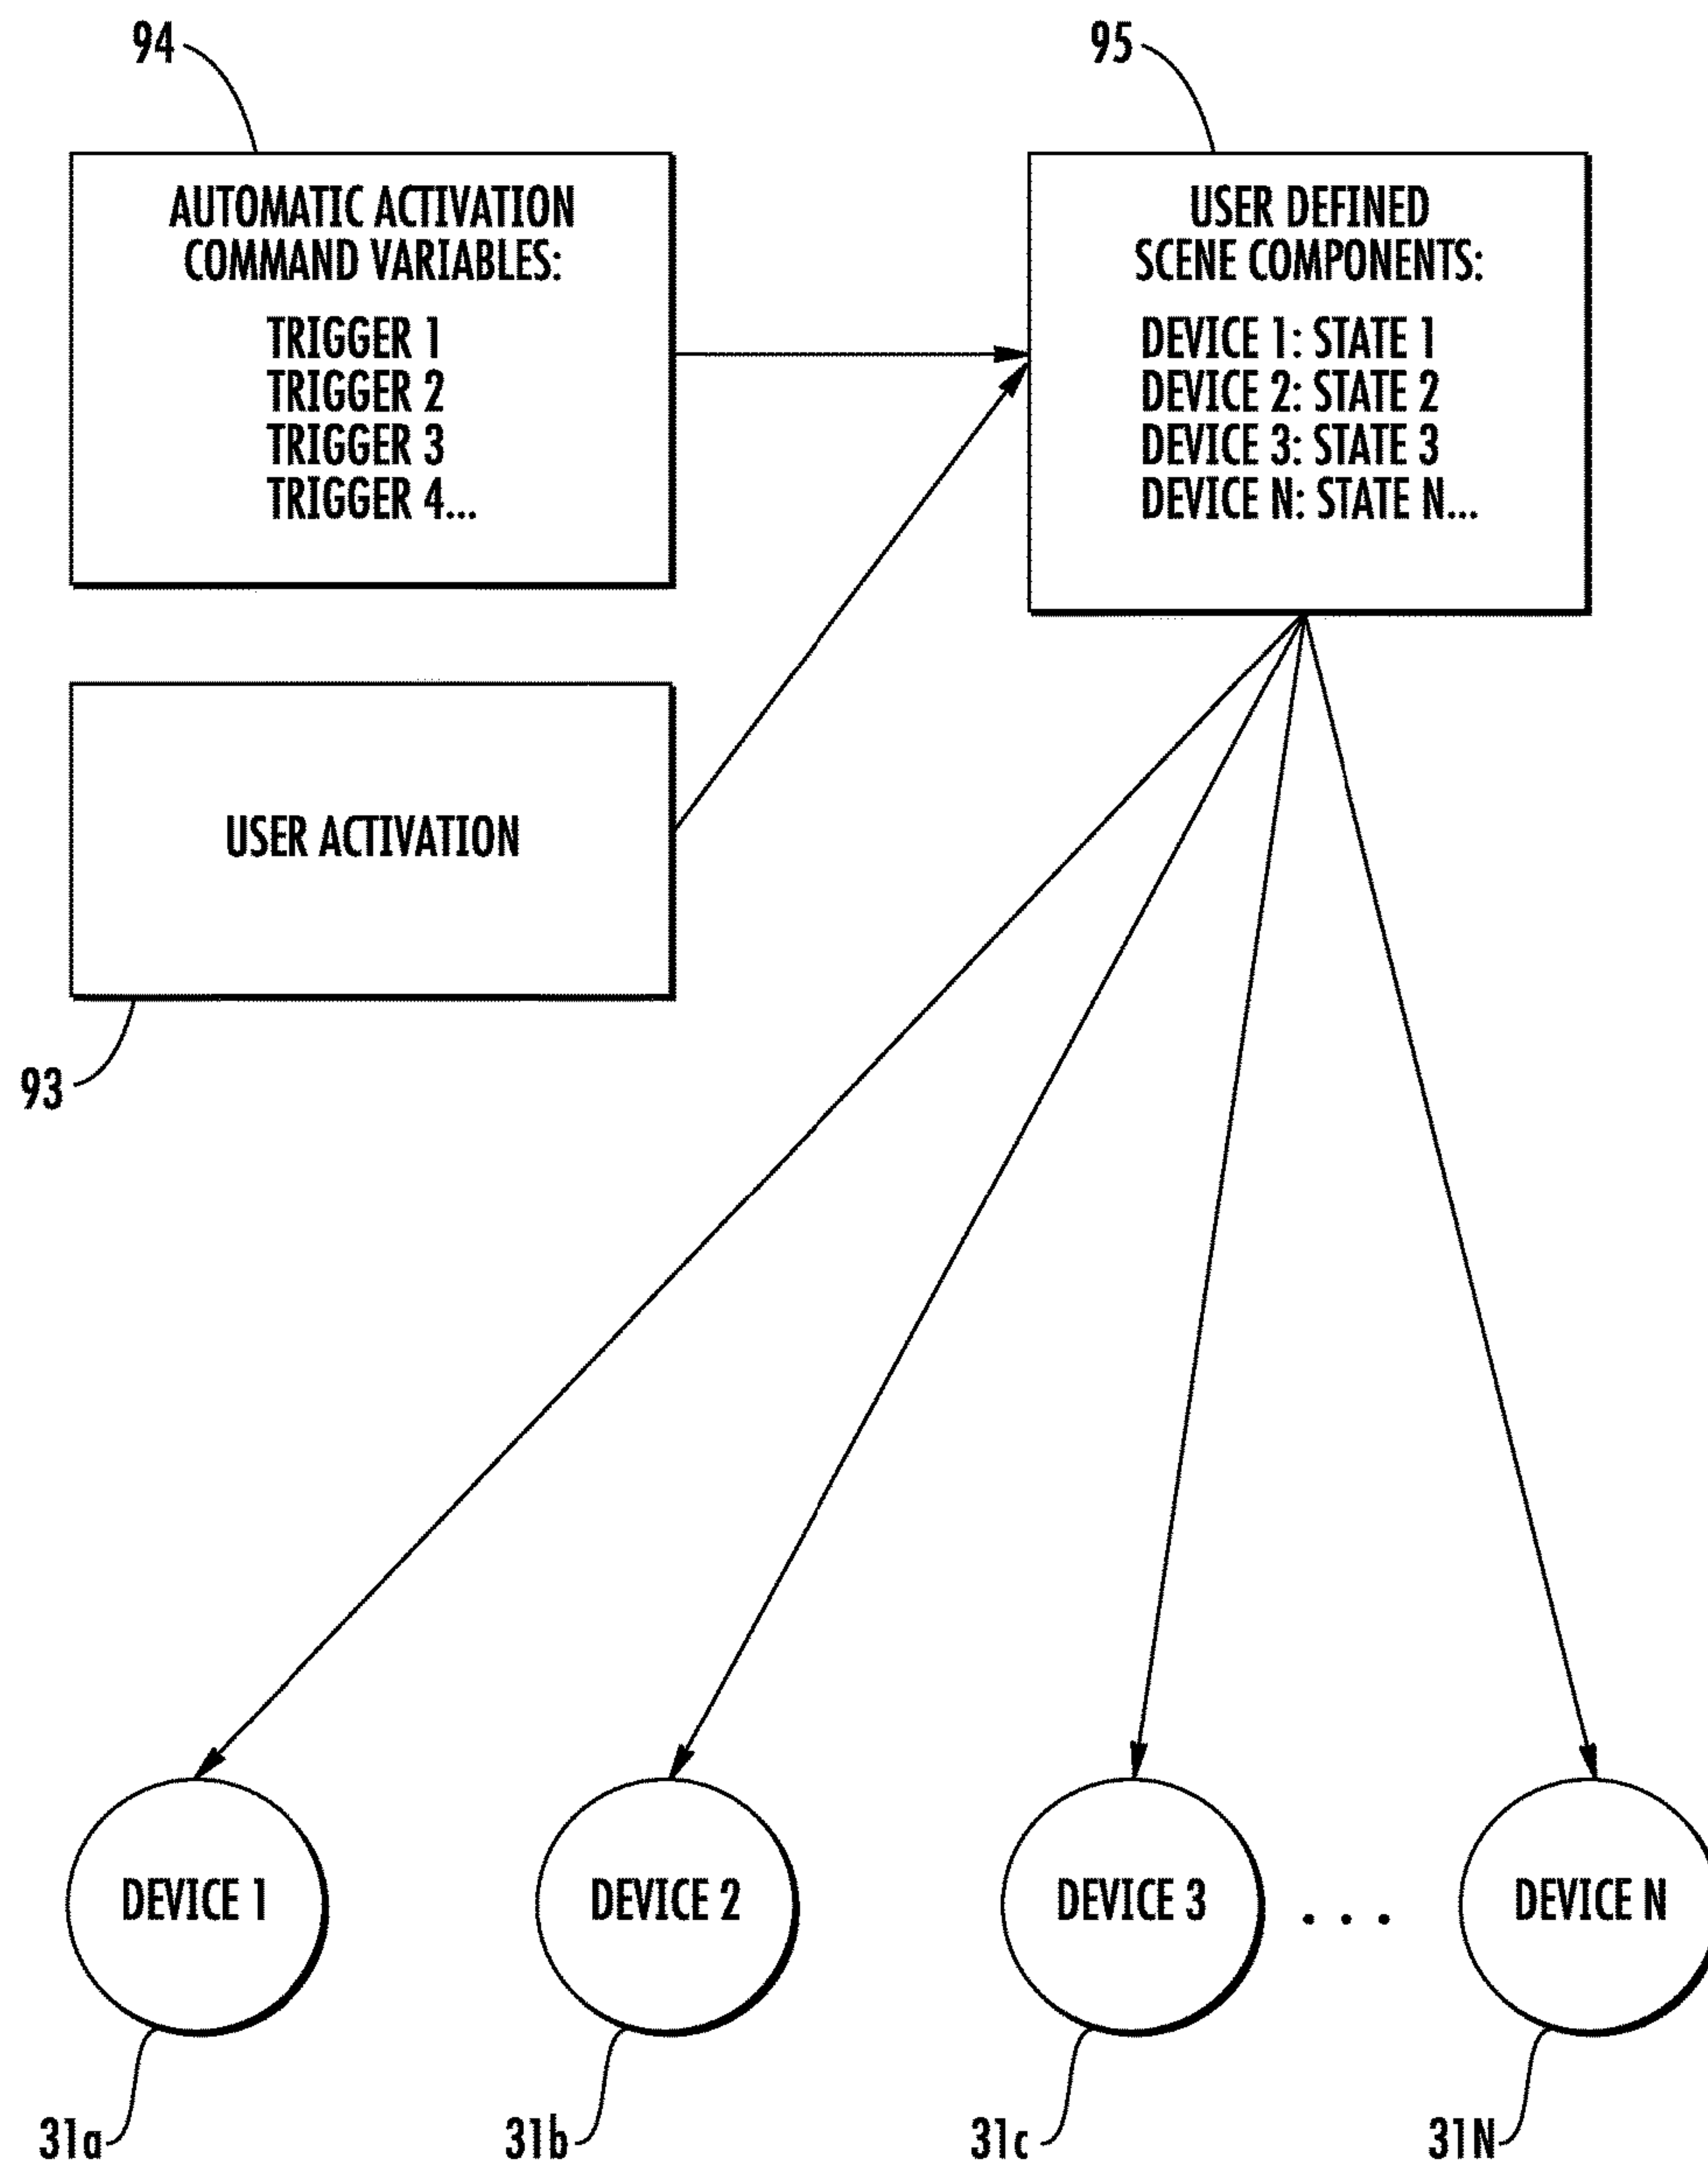 94
95
AUTOMATIC ACTIVATION
COMMAND VARIABLES:
TRIGGER 1
TRIGGER 2
TRIGGER 3
TRIGGER 4...
USER DEFINED
SCENE COMPONENTS:
DEVICE 1: STATE 1
DEVICE 2: STATE 2
DEVICE 3: STATE 3
DEVICE N: STATE N...
USER ACTIVATION
93
DEVICE 1
DEVICE 2
DEVICE 3
. . .
DEVICE N
31a
31b
31c
31N